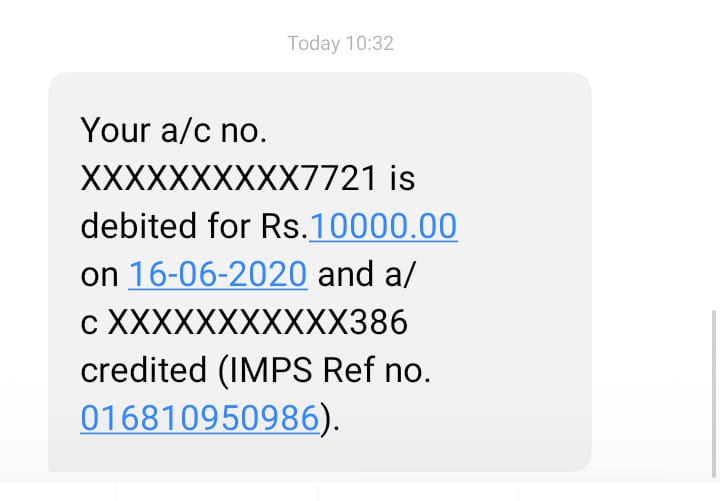 Today 10:32
Your a/c no.
XXXXXXXXXX7721 is
debited for Rs.10000.00
on 16-06-2020 and a/
c XXXXXXXXXXX386
credited (IMPS Ref no.
016810950986).